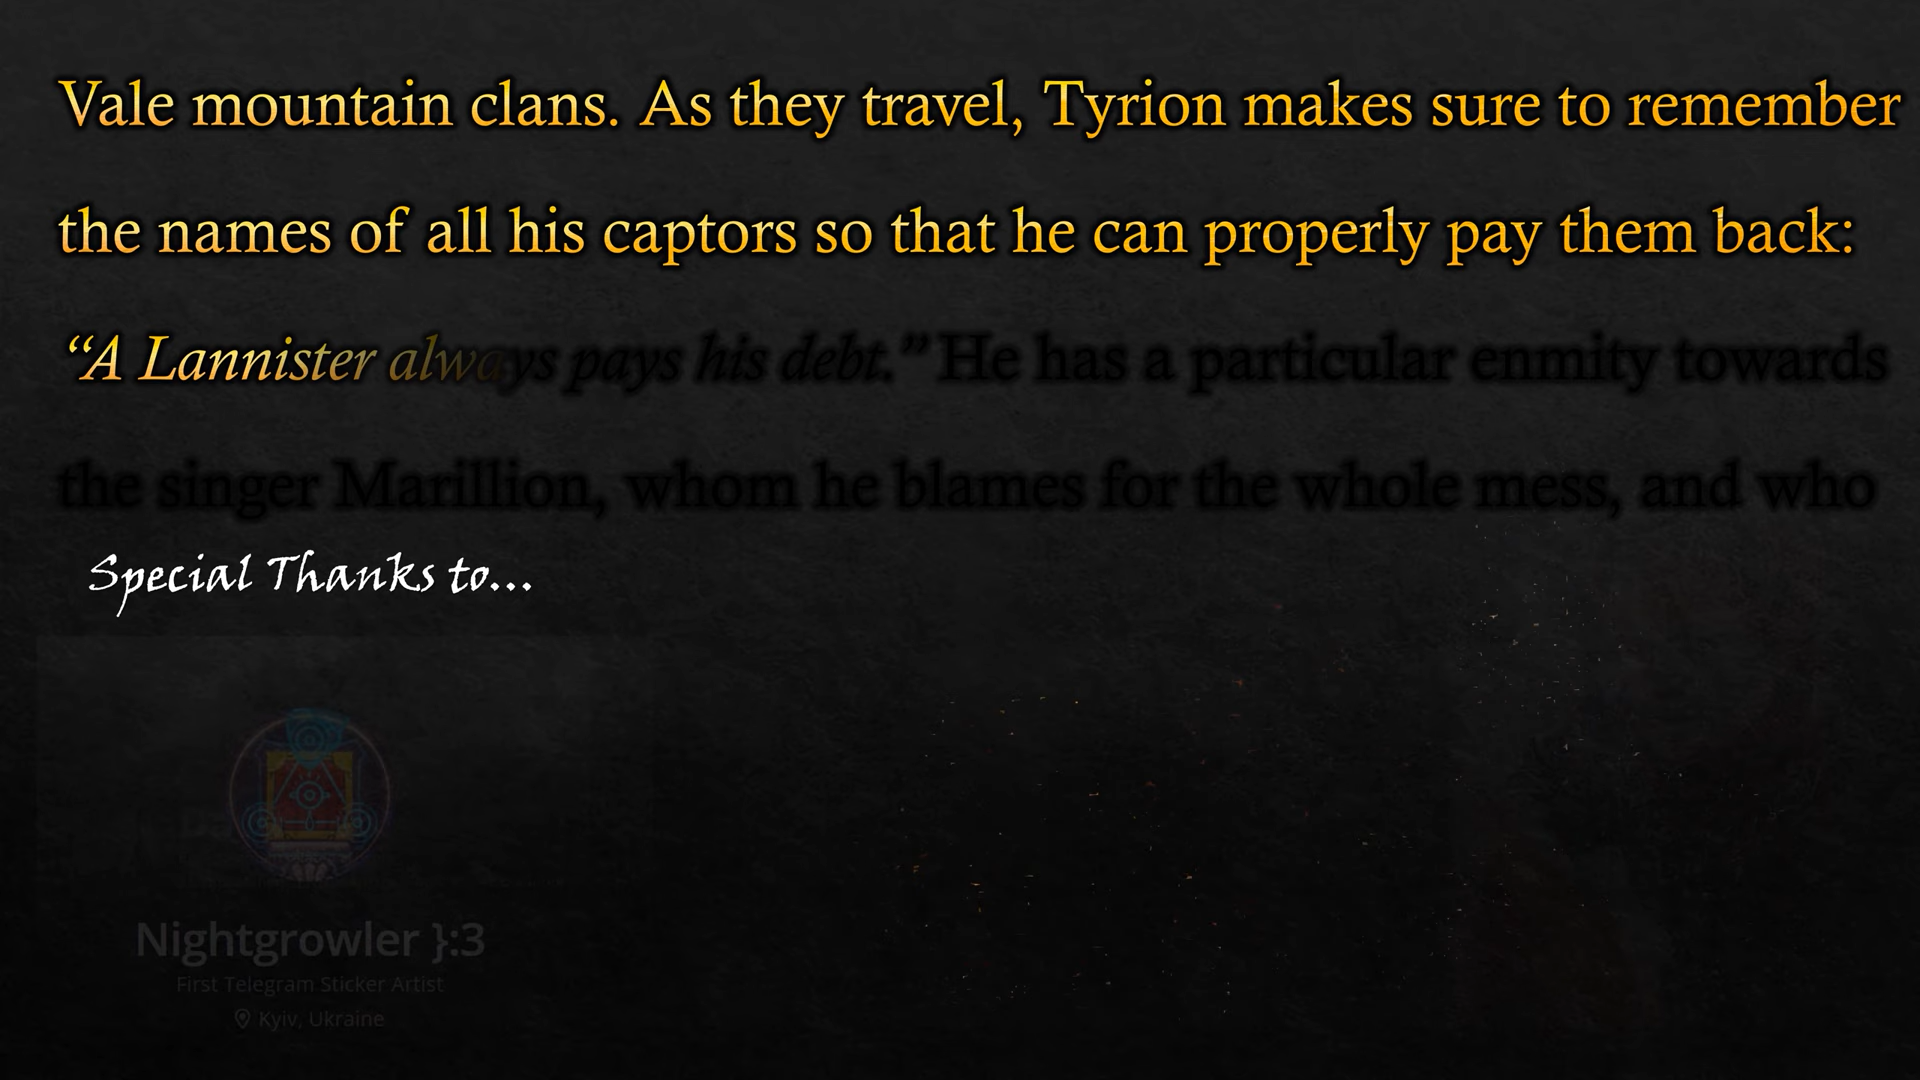 Vale mountain clans. As they travel, Tyrion makes sure to remember
the names of all his captors so that he can properly pay them back:
“A Lannister always pays his debt.” He has a particular enmity towards
the singer Marillion, whom he blames for the whole mess, and who
Special Thanks to...
Nightgrowler }:3
First Telegram Sticker Artist
Kyiv, Ukraine